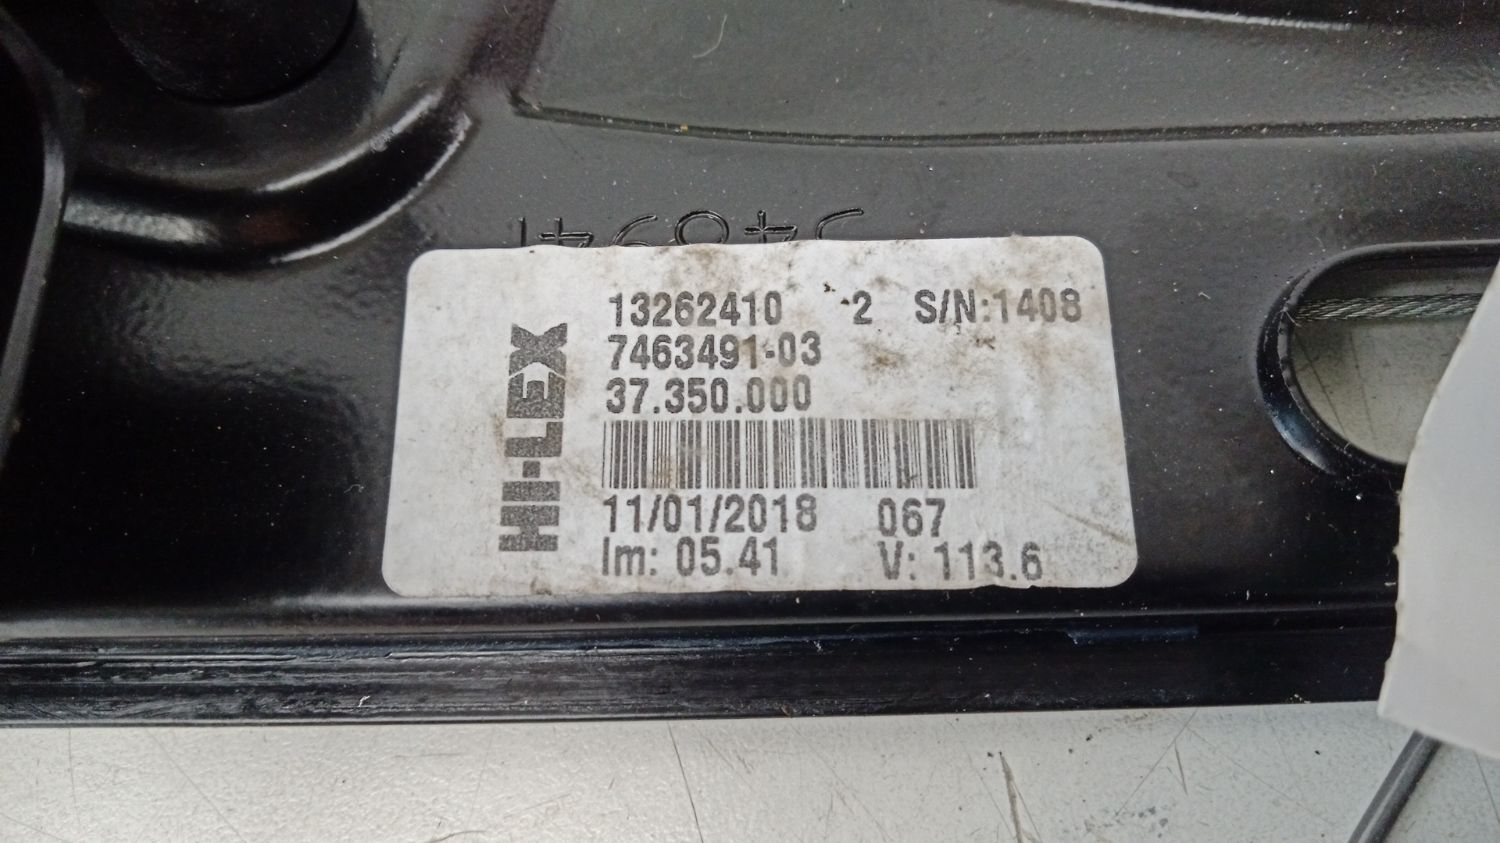 13262410 2 S/N:1408
7463491-03
37.350.000
11/01/2018 067
Im: 05.41 V: 113.6
HI-LEX